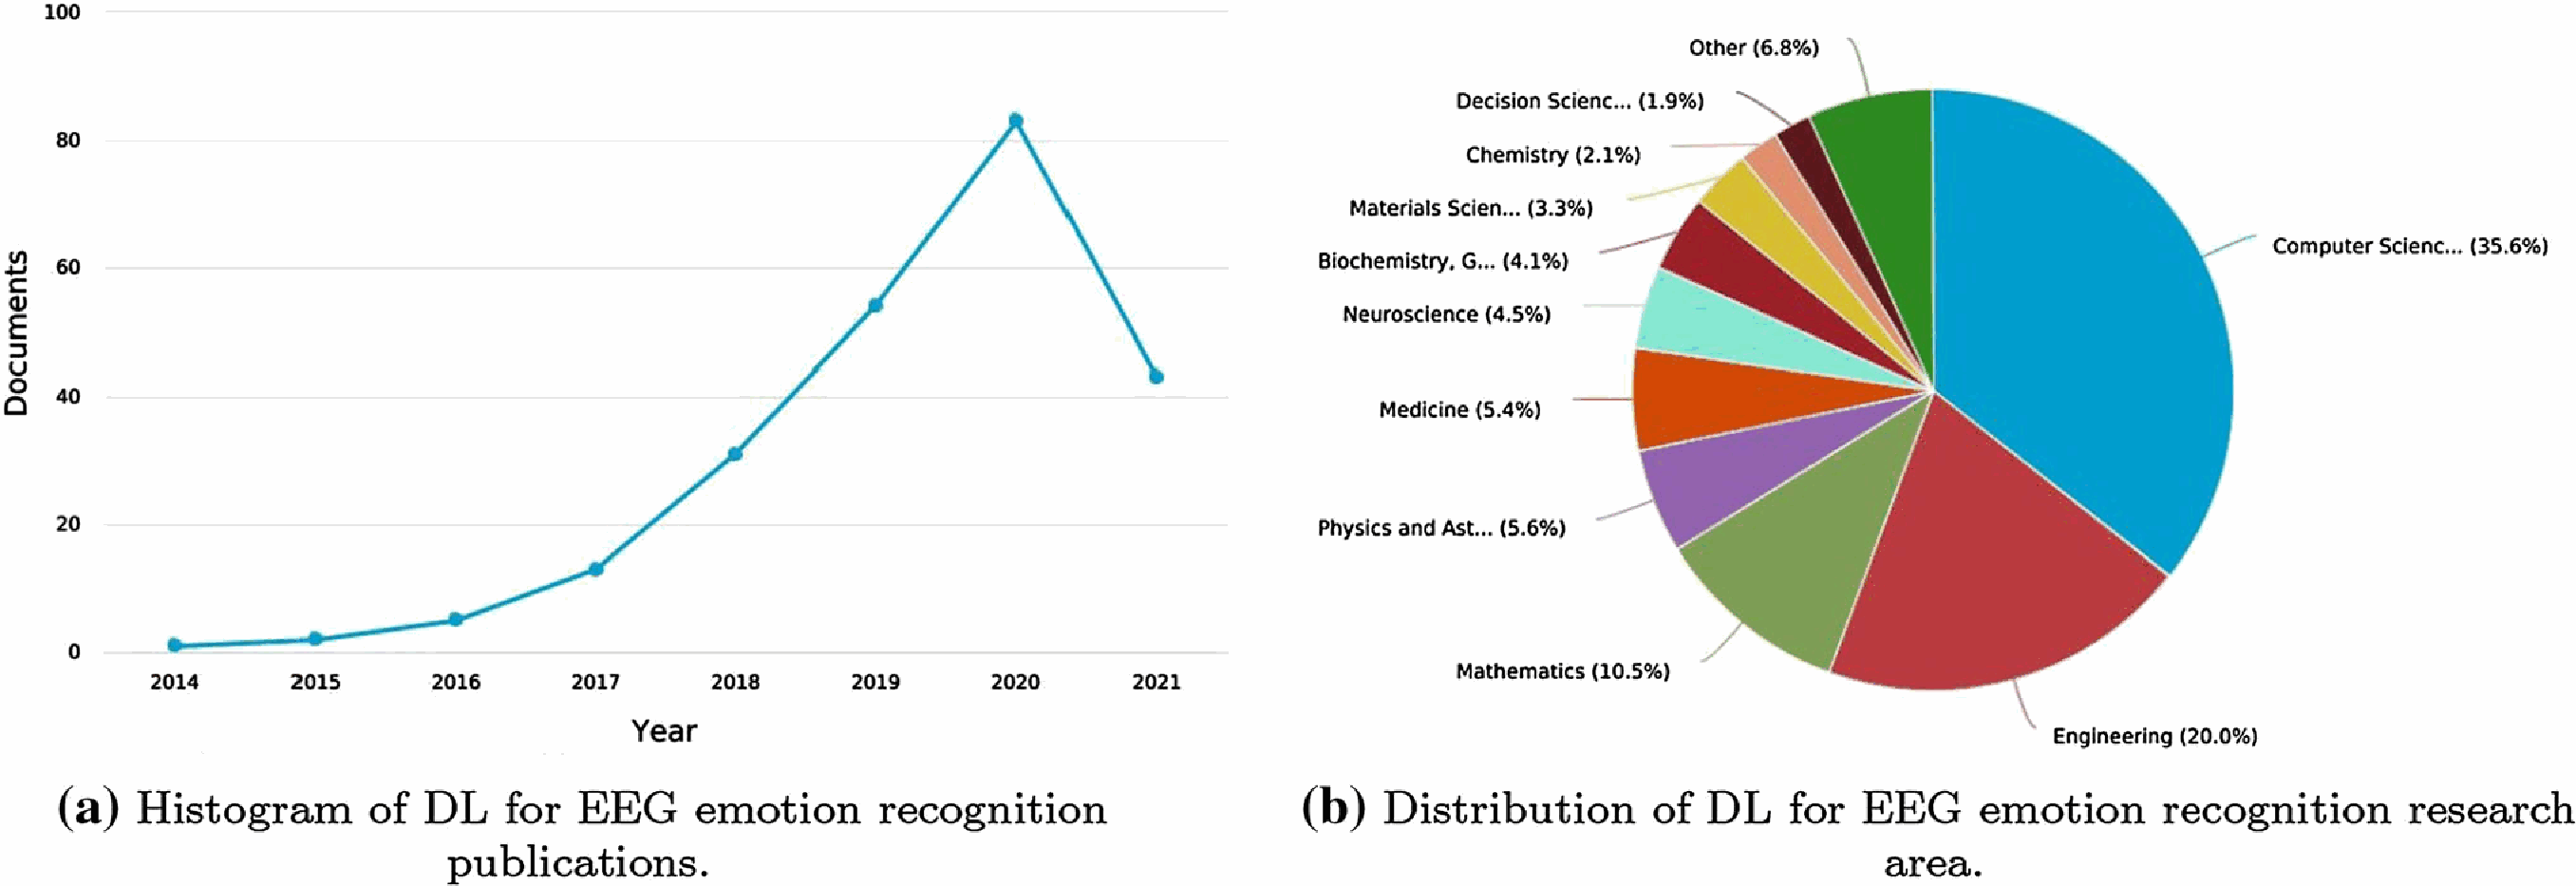 100
80
60
40
20
0
Documents
2014 2015 2016 2017 2018 2019 2020 2021
Year
(a) Histogram of DL for EEG emotion recognition
publications.
Other (6.8%)
Decision Scienc... (1.9%)
Chemistry (2.1%)
Materials Scien... (3.3%)
Biochemistry, G... (4.1%)
Neuroscience (4.5%)
Medicine (5.4%)
Physics and Ast... (5.6%)
Mathematics (10.5%)
Engineering (20.0%)
Computer Scienc... (35.6%)
(b) Distribution of DL for EEG emotion recognition research
area.